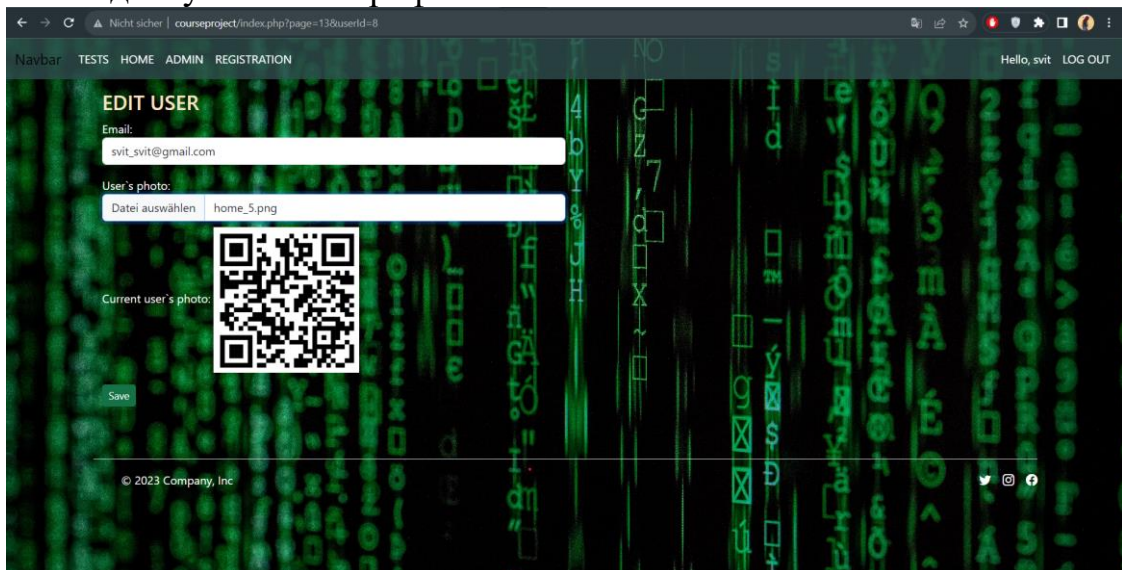 Nicht sicher | courseproject/index.php?page=13&userId=8
Navbar TESTS HOME ADMIN REGISTRATION Hello, svit LOG OUT
EDIT USER
Email:
svit_svit@gmail.com
User`s photo:
Datei auswählen home_5.png
Current user`s photo:
Save
© 2023 Company, Inc